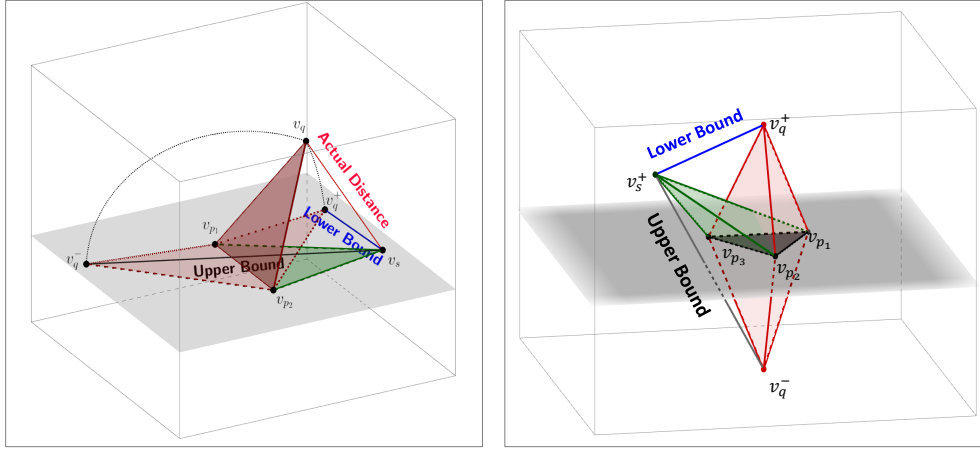 v_q
Actual Distance
v_q^+
v_{p_1}
Lower Bound
v_q^-
Upper Bound
v_s
v_{p_2}
v_q^+
Lower Bound
v_s^+
Upper Bound
v_{p_1}
v_{p_3}
v_{p_2}
v_q^-